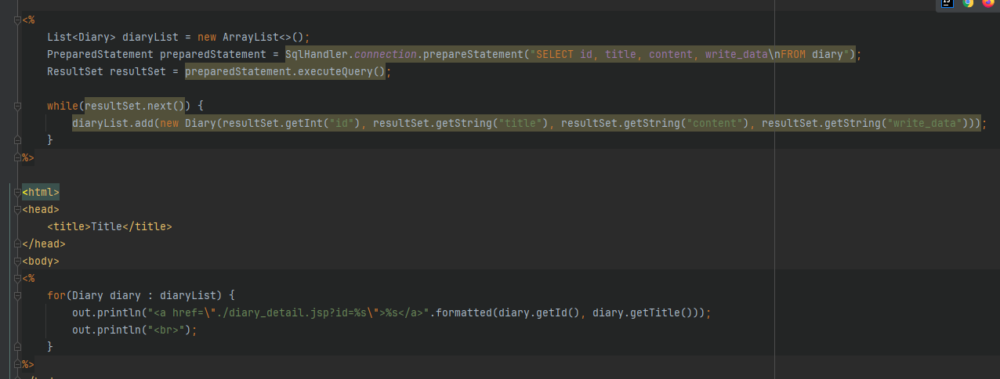 <%
    List<Diary> diaryList = new ArrayList<>();
    PreparedStatement preparedStatement = SqlHandler.connection.prepareStatement("SELECT id, title, content, write_data\nFROM diary");
    ResultSet resultSet = preparedStatement.executeQuery();

    while(resultSet.next()) {
        diaryList.add(new Diary(resultSet.getInt("id"), resultSet.getString("title"), resultSet.getString("content"), resultSet.getString("write_data")));
    }
%>

<html>
<head>
    <title>Title</title>
</head>
<body>
<%
    for(Diary diary : diaryList) {
        out.println("<a href=\"./diary_detail.jsp?id=%s\">%s</a>".formatted(diary.getId(), diary.getTitle()));
        out.println("<br>");
    }
%>